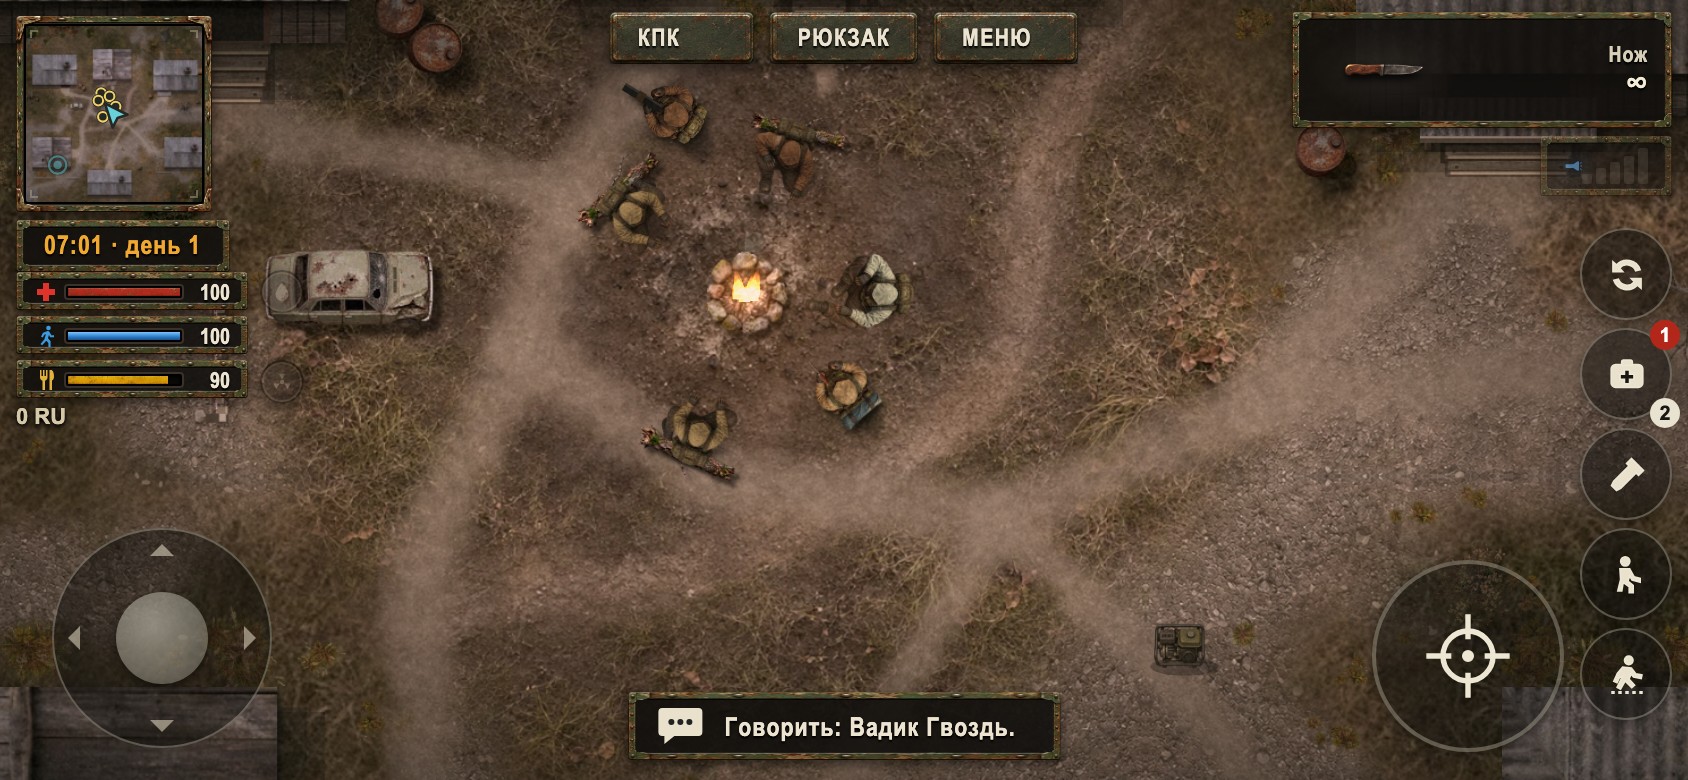 КПК
РЮКЗАК
МЕНЮ
Нож
∞
07:01 · день 1
100
100
90
0 RU
1
2
Говорить: Вадик Гвоздь.